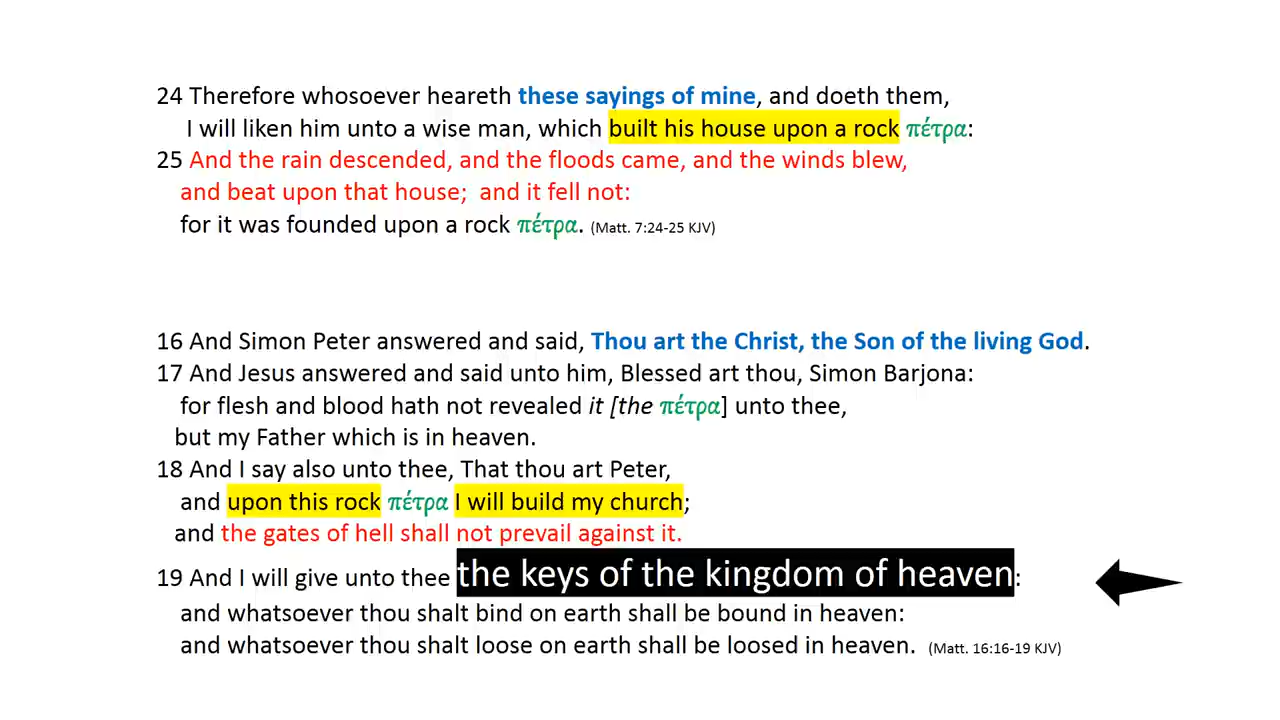 24 Therefore whosoever heareth these sayings of mine, and doeth them,
I will liken him unto a wise man, which built his house upon a rock πέτρα:
25 And the rain descended, and the floods came, and the winds blew,
and beat upon that house; and it fell not:
for it was founded upon a rock πέτρα. (Matt. 7:24-25 KJV)
16 And Simon Peter answered and said, Thou art the Christ, the Son of the living God.
17 And Jesus answered and said unto him, Blessed art thou, Simon Barjona:
for flesh and blood hath not revealed it [the πέτρα] unto thee,
but my Father which is in heaven.
18 And I say also unto thee, That thou art Peter,
and upon this rock πέτρα I will build my church;
and the gates of hell shall not prevail against it.
19 And I will give unto thee the keys of the kingdom of heaven:
and whatsoever thou shalt bind on earth shall be bound in heaven:
and whatsoever thou shalt loose on earth shall be loosed in heaven. (Matt. 16:16-19 KJV)